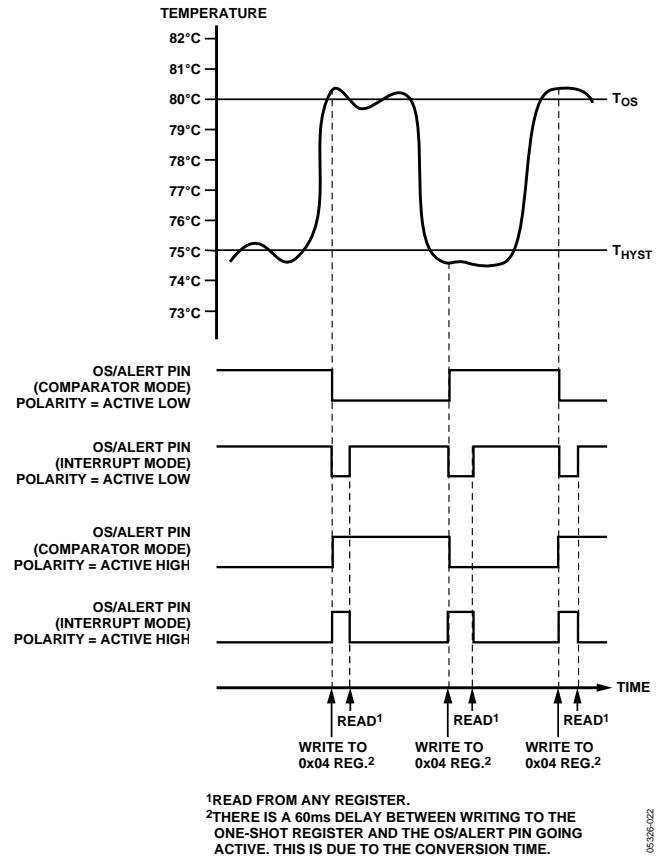 TEMPERATURE
82°C
81°C
80°C
TOS
79°C
78°C
77°C
76°C
75°C
THYST
74°C
73°C
OS/ALERT PIN
(COMPARATOR MODE)
POLARITY = ACTIVE LOW
OS/ALERT PIN
(INTERRUPT MODE)
POLARITY = ACTIVE LOW
OS/ALERT PIN
(COMPARATOR MODE)
POLARITY = ACTIVE HIGH
OS/ALERT PIN
(INTERRUPT MODE)
POLARITY = ACTIVE HIGH
TIME
READ1 READ1 READ1
WRITE TO WRITE TO WRITE TO
0x04 REG.2 0x04 REG.2 0x04 REG.2
1READ FROM ANY REGISTER.
2THERE IS A 60ms DELAY BETWEEN WRITING TO THE
ONE-SHOT REGISTER AND THE OS/ALERT PIN GOING
ACTIVE. THIS IS DUE TO THE CONVERSION TIME.
05326-022